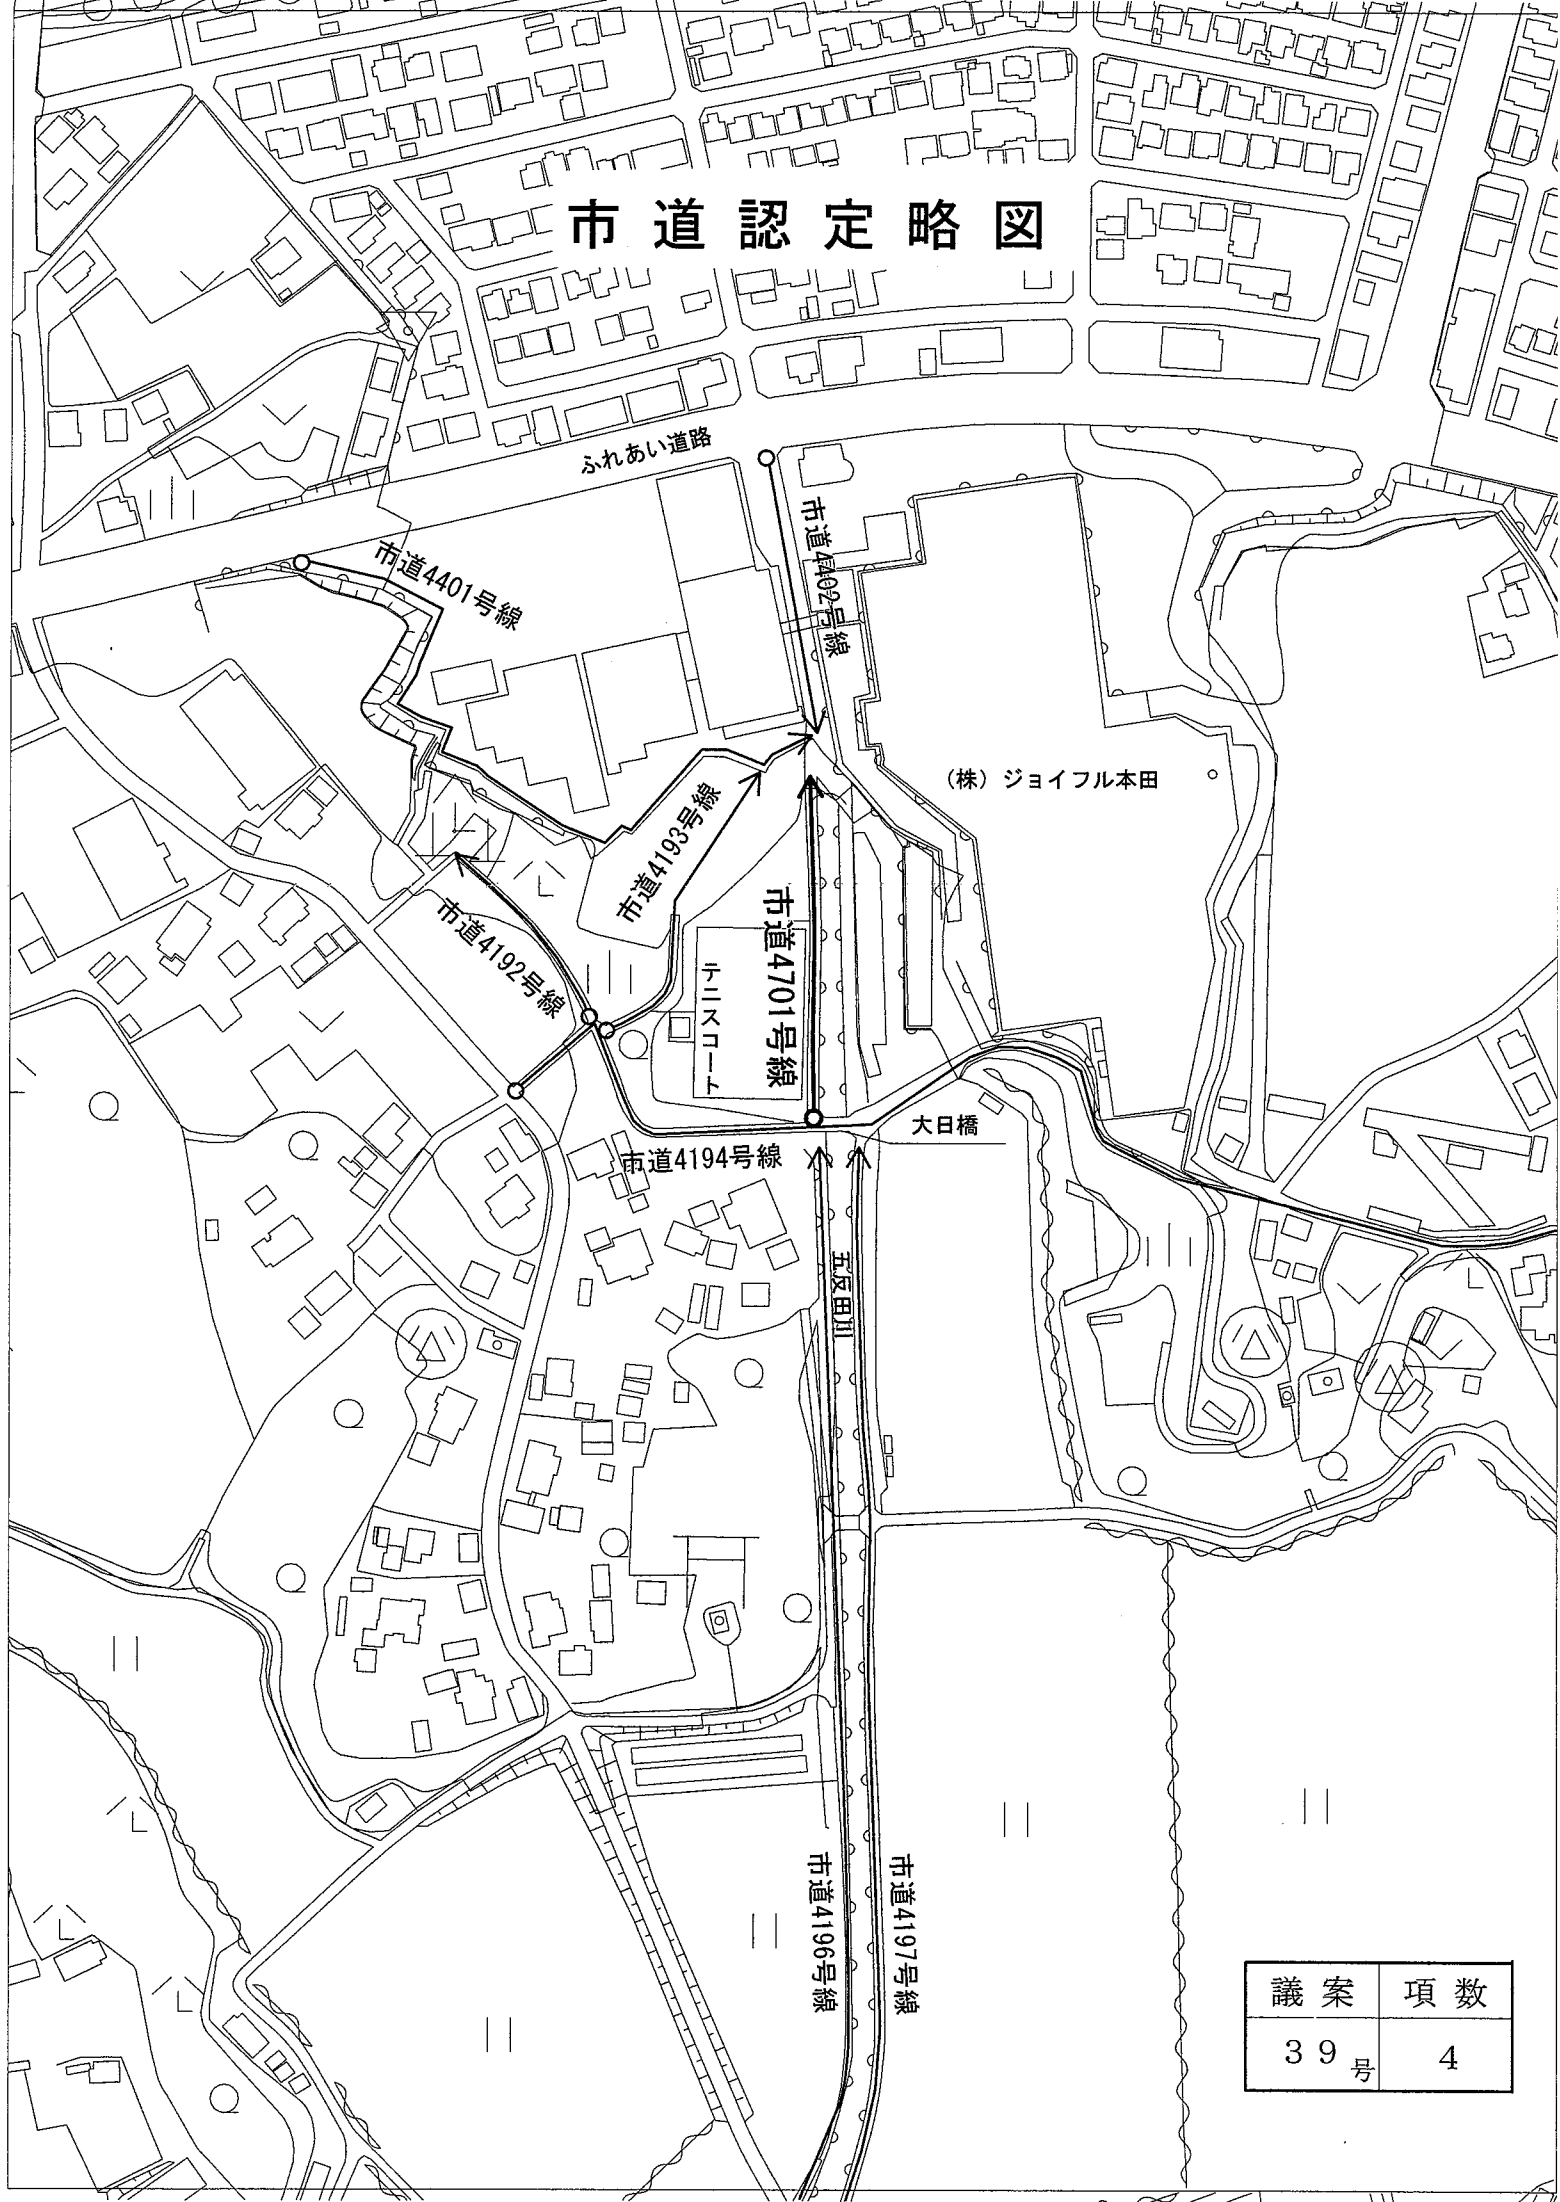 市道認定略図
ふれあい道路
市道4402号線
市道4401号線
（株）ジョイフル本田
市道4193号線
市道4701号線
市道4192号線
テニスコート
大日橋
市道4194号線
五反田川
市道4196号線
市道4197号線
議案 項数
39号 4